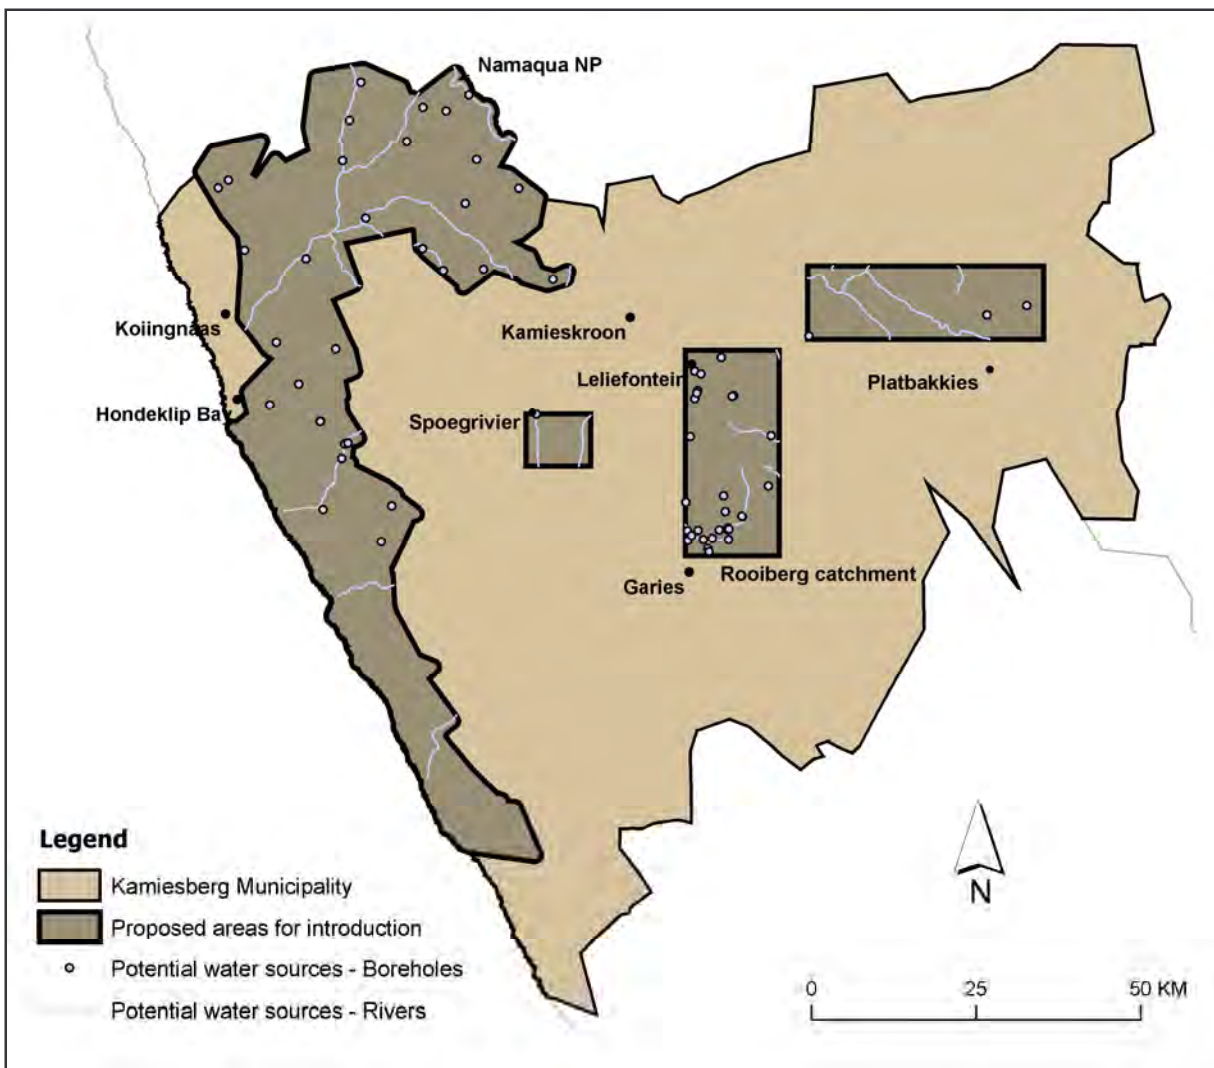 Namaqua NP
Koiingnaas
Kamieskroon
Leliefontein
Platbakkies
Hondeklip Ba
Spoegrivier
Garies
Rooiberg catchment
Legend
Kamiesberg Municipality
Proposed areas for introduction
Potential water sources - Boreholes
Potential water sources - Rivers
N
0 25 50 KM